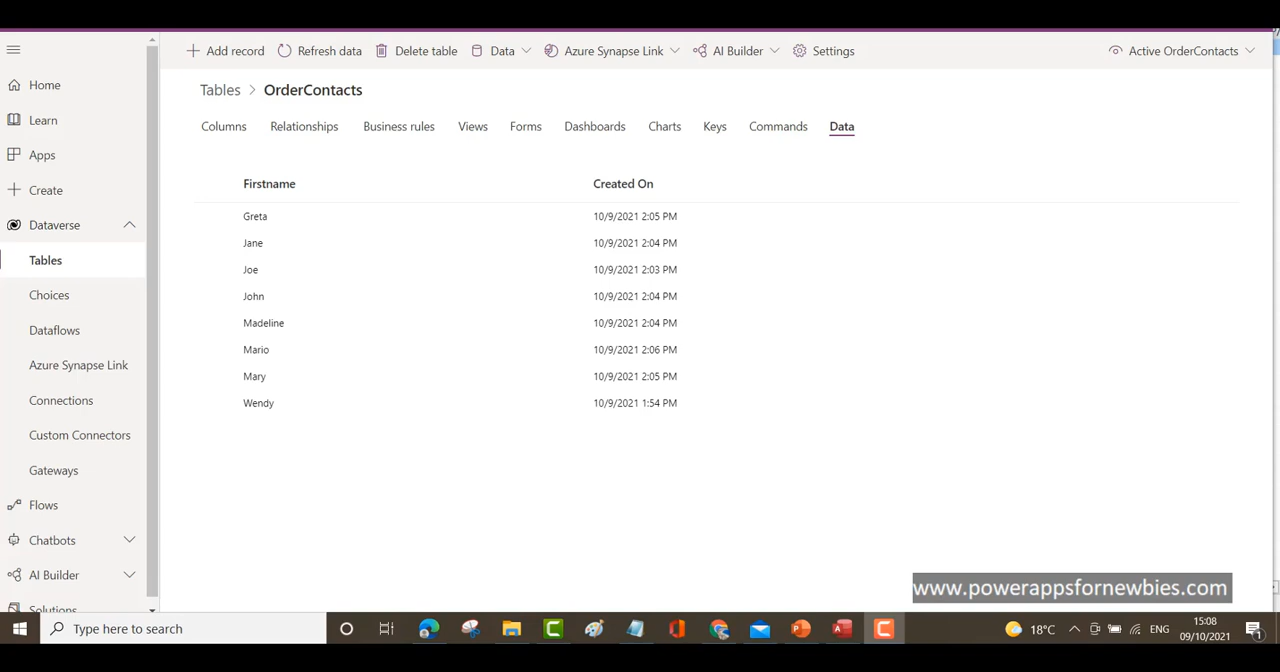 Add record
Refresh data
Delete table
Data
Azure Synapse Link
AI Builder
Settings
Active OrderContacts
Home
Learn
Apps
Create
Dataverse
Tables
Choices
Dataflows
Azure Synapse Link
Connections
Custom Connectors
Gateways
Flows
Chatbots
AI Builder
Solutions
Tables > OrderContacts
Columns Relationships Business rules Views Forms Dashboards Charts Keys Commands Data
Firstname Created On
Greta 10/9/2021 2:05 PM
Jane 10/9/2021 2:04 PM
Joe 10/9/2021 2:03 PM
John 10/9/2021 2:04 PM
Madeline 10/9/2021 2:04 PM
Mario 10/9/2021 2:06 PM
Mary 10/9/2021 2:05 PM
Wendy 10/9/2021 1:54 PM
www.powerappsfornewbies.com
Type here to search
18°C
ENG
15:08
09/10/2021
1